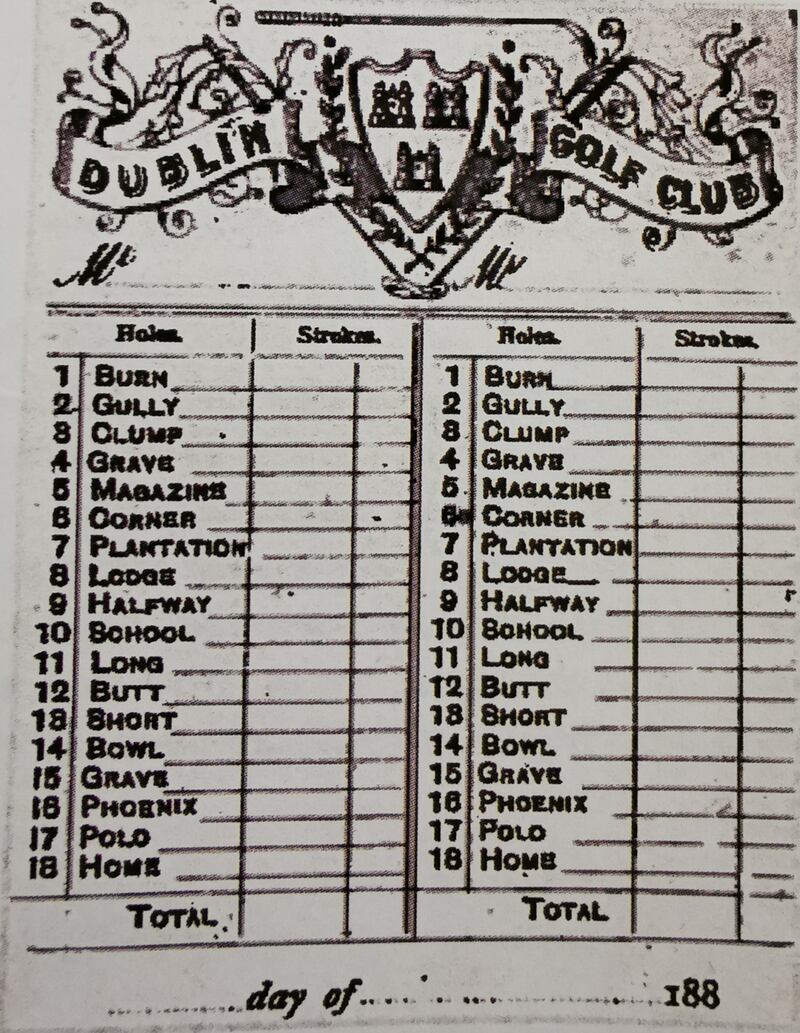 DUBLIN GOLF CLUB
Mr Mr
Holes. Strokes. Holes. Strokes.
1 BURN 1 BURN
2 GULLY 2 GULLY
3 CLUMP 3 CLUMP
4 GRAVE 4 GRAVE
5 MAGAZINE 5 MAGAZINE
6 CORNER 6 CORNER
7 PLANTATION 7 PLANTATION
8 LODGE 8 LODGE
9 HALFWAY 9 HALFWAY
10 SCHOOL 10 SCHOOL
11 LONG 11 LONG
12 BUTT 12 BUTT
13 SHORT 13 SHORT
14 BOWL 14 BOWL
15 GRAVE 15 GRAVE
16 PHOENIX 16 PHOENIX
17 POLO 17 POLO
18 HOME 18 HOME
TOTAL TOTAL
day of 188